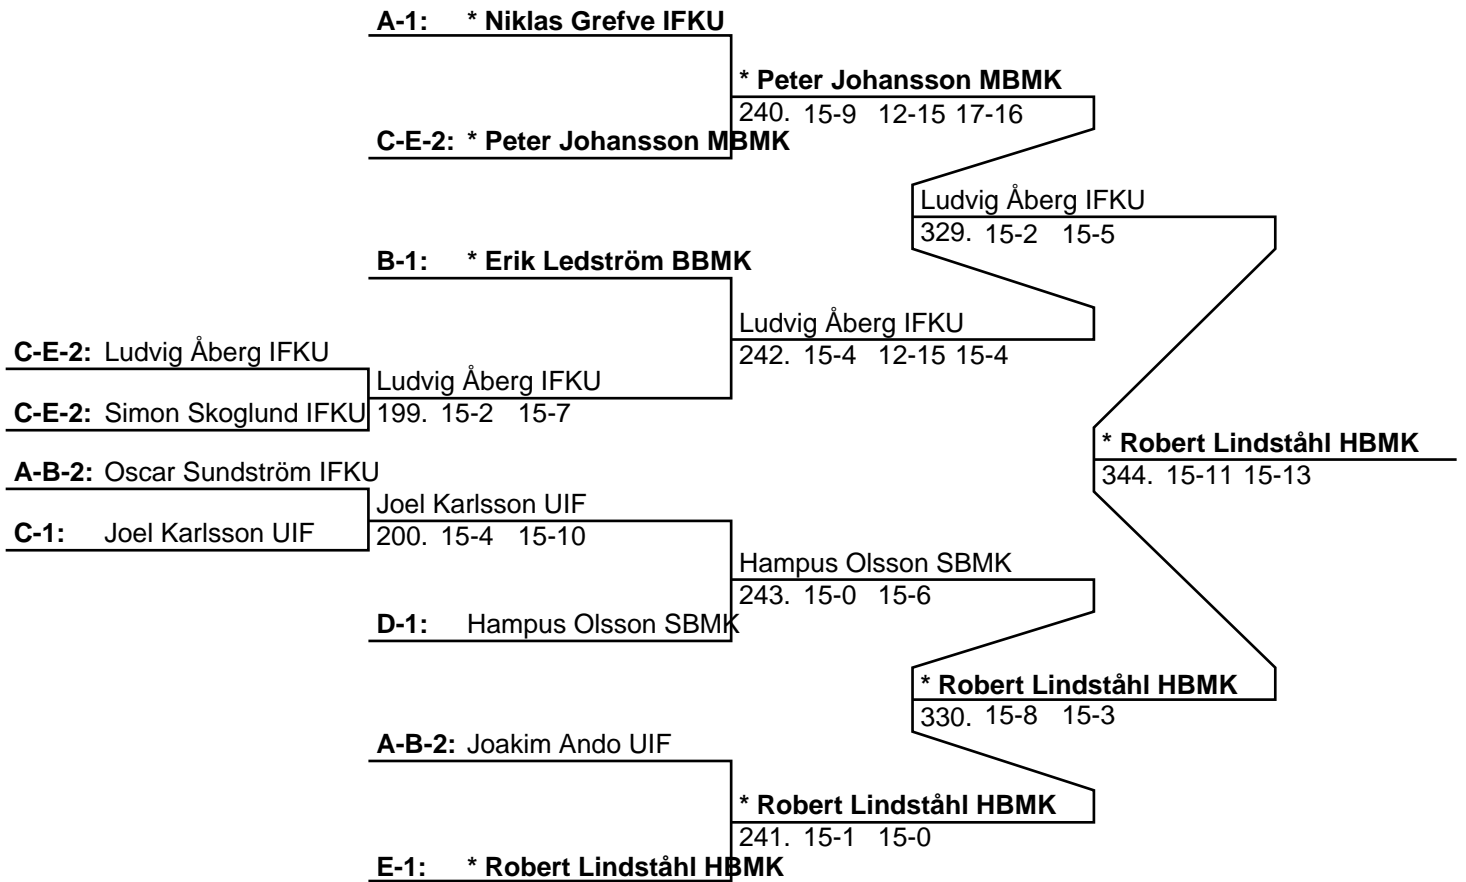 A-1: * Niklas Grefve IFKU
* Peter Johansson MBMK
240. 15-9 12-15 17-16
C-E-2: * Peter Johansson MBMK
Ludvig Åberg IFKU
329. 15-2 15-5
B-1: * Erik Ledström BBMK
Ludvig Åberg IFKU
242. 15-4 12-15 15-4
C-E-2: Ludvig Åberg IFKU
Ludvig Åberg IFKU
199. 15-2 15-7
C-E-2: Simon Skoglund IFKU
* Robert Lindståhl HBMK
344. 15-11 15-13
A-B-2: Oscar Sundström IFKU
Joel Karlsson UIF
200. 15-4 15-10
C-1: Joel Karlsson UIF
Hampus Olsson SBMK
243. 15-0 15-6
D-1: Hampus Olsson SBMK
* Robert Lindståhl HBMK
330. 15-8 15-3
A-B-2: Joakim Ando UIF
* Robert Lindståhl HBMK
241. 15-1 15-0
E-1: * Robert Lindståhl HBMK